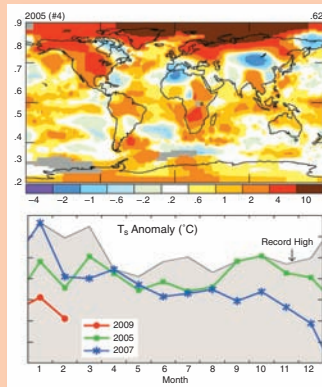 2005 (#4) .62
.9
.8
.7
.6
.5
.4
.3
.2
-4 -2 -1 -.6 -.2 .2 .6 1 2 4 10
Ts Anomaly (°C)
Record High
2009
2005
2007
1 2 3 4 5 6 7 8 9 10 11 12
Month